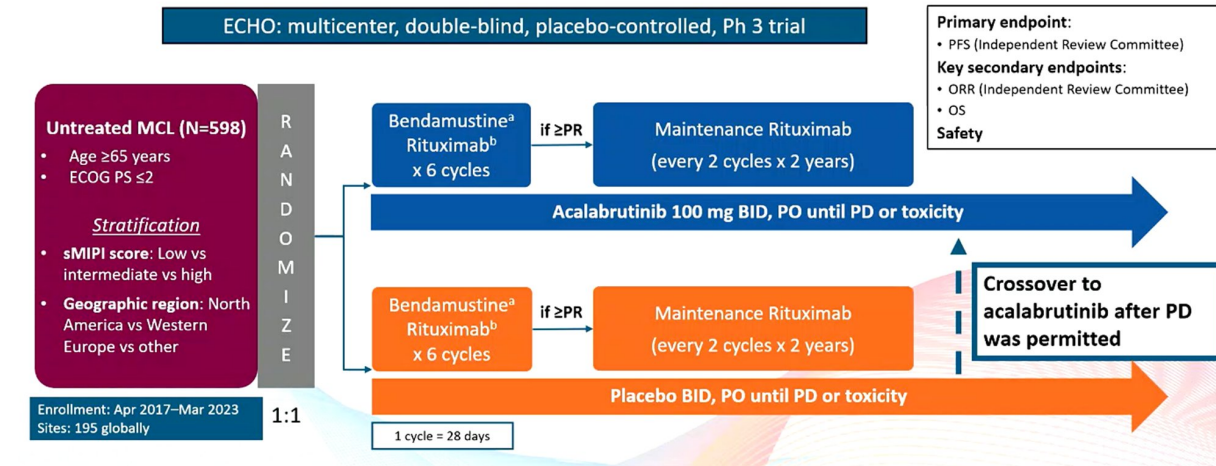 ECHO: multicenter, double-blind, placebo-controlled, Ph 3 trial
Primary endpoint:
• PFS (Independent Review Committee)
Key secondary endpoints:
• ORR (Independent Review Committee)
• OS
Safety
Untreated MCL (N=598)
• Age ≥65 years
• ECOG PS ≤2
Stratification
• sMIPI score: Low vs
intermediate vs high
• Geographic region: North
America vs Western
Europe vs other
Enrollment: Apr 2017–Mar 2023
Sites: 195 globally
R
A
N
D
O
M
I
Z
E
1:1
Bendamustineᵃ
Rituximabᵇ
x 6 cycles
if ≥PR
Maintenance Rituximab
(every 2 cycles x 2 years)
Acalabrutinib 100 mg BID, PO until PD or toxicity
Bendamustineᵃ
Rituximabᵇ
x 6 cycles
if ≥PR
Maintenance Rituximab
(every 2 cycles x 2 years)
Placebo BID, PO until PD or toxicity
Crossover to
acalabrutinib after PD
was permitted
1 cycle = 28 days